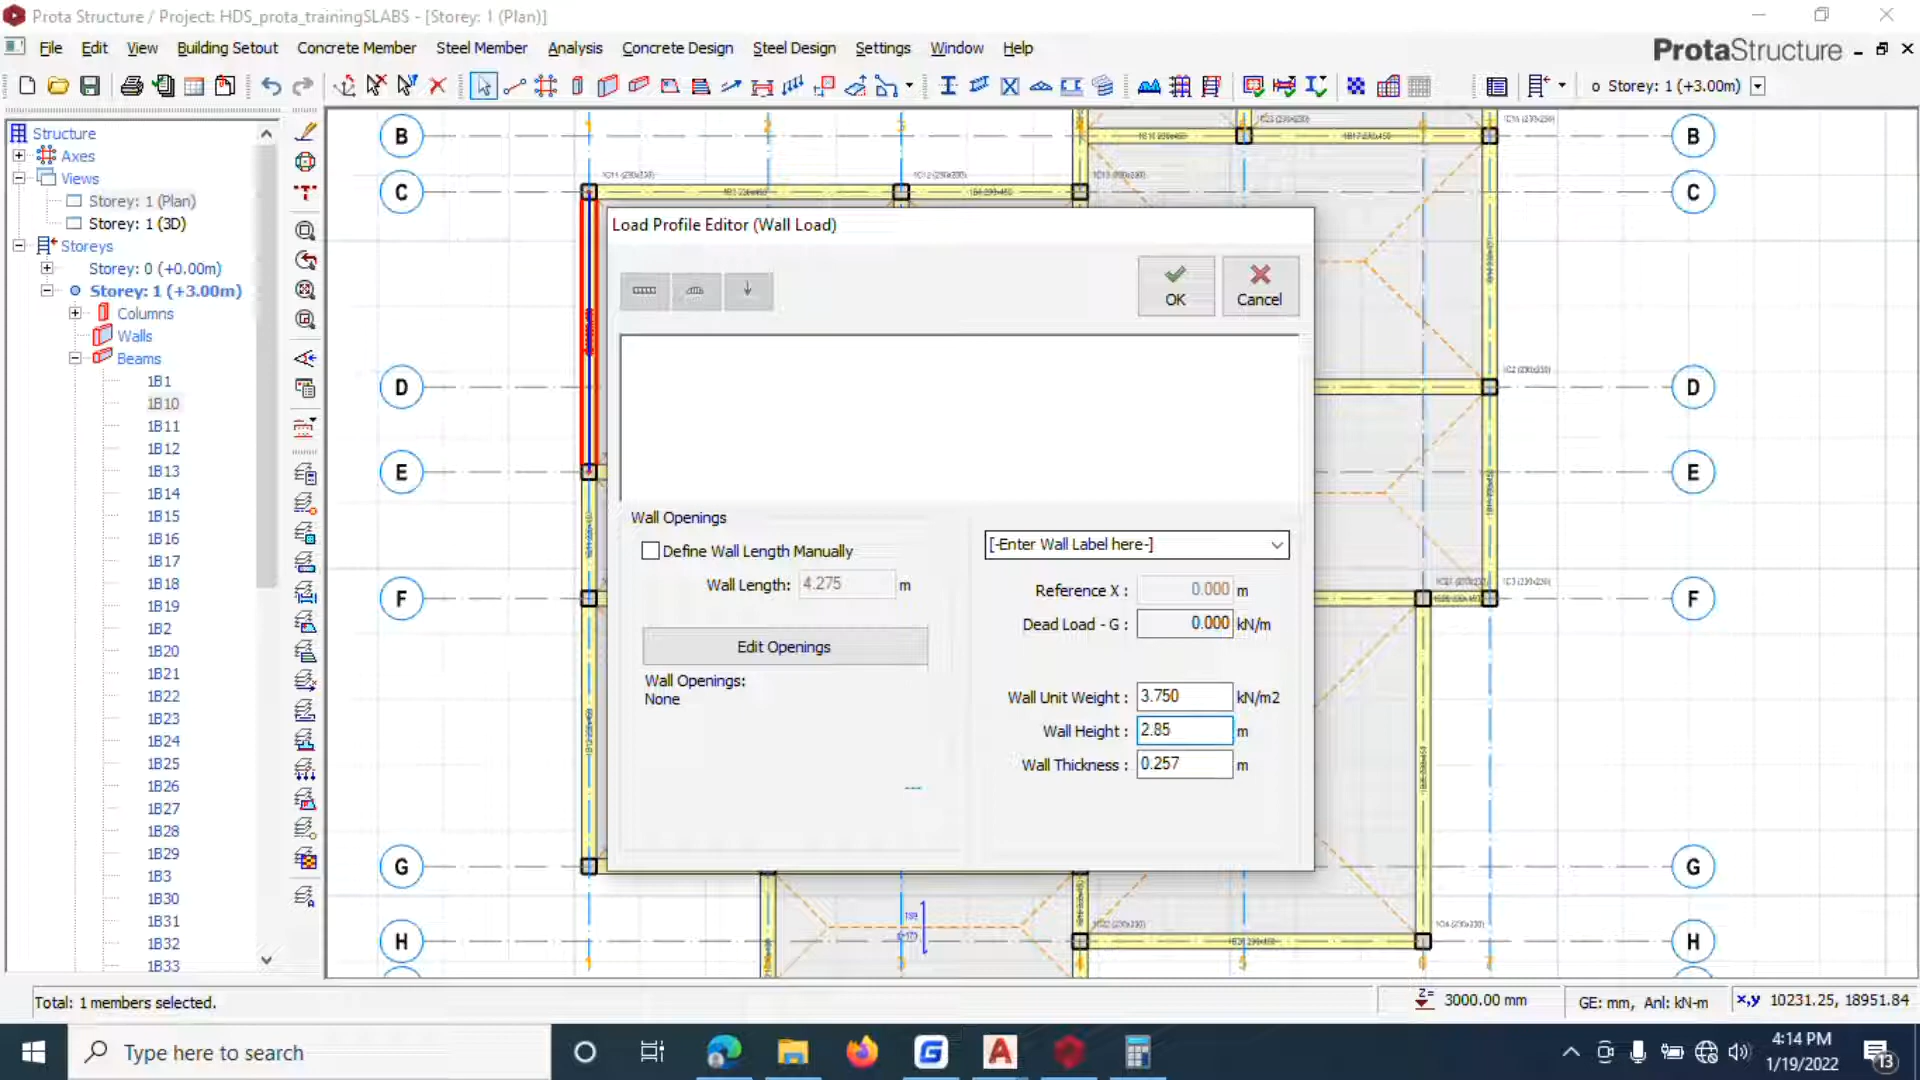 Prota Structure / Project: HDS_prota_trainingSLABS - [Storey: 1 (Plan)]
File Edit View Building Setout Concrete Member Steel Member Analysis Concrete Design Steel Design Settings Window Help
ProtaStructure
Storey: 1 (+3.00m)
Structure
Axes
Views
Storey: 1 (Plan)
Storey: 1 (3D)
Storeys
Storey: 0 (+0.00m)
Storey: 1 (+3.00m)
Columns
Walls
Beams
1B1
1B10
1B11
1B12
1B13
1B14
1B15
1B16
1B17
1B18
1B19
1B2
1B20
1B21
1B22
1B23
1B24
1B25
1B26
1B27
1B28
1B29
1B3
1B30
1B31
1B32
1B33
B B
C C
D D
E E
F F
G G
H H
Load Profile Editor (Wall Load)
OK
Cancel
Wall Openings
Define Wall Length Manually
Wall Length: 4.275 m
Edit Openings
Wall Openings:
None
[-Enter Wall Label here-]
Reference X : 0.000 m
Dead Load - G : 0.000 kN/m
Wall Unit Weight : 3.750 kN/m2
Wall Height : 2.85 m
Wall Thickness : 0.257 m
Total: 1 members selected.
Z= 3000.00 mm
GE: mm, Anl: kN-m
x,y 10231.25, 18951.84
Type here to search
4:14 PM
1/19/2022
13